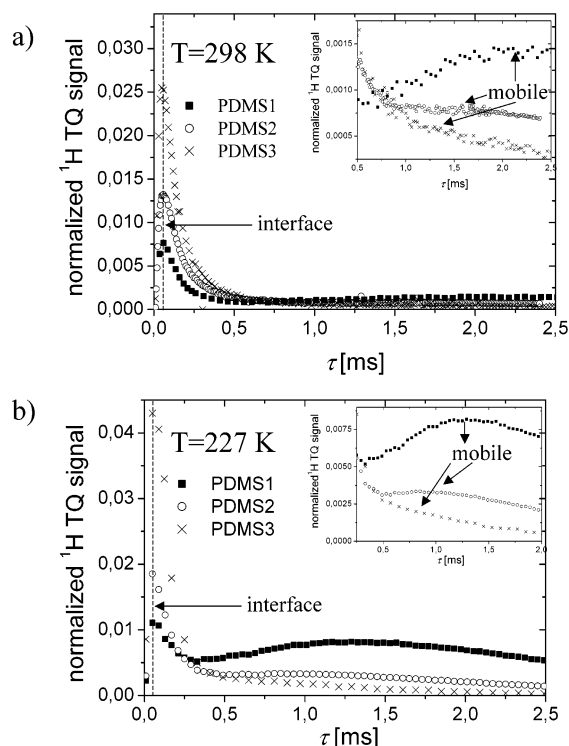 a)
T=298 K
PDMS1
PDMS2
PDMS3
interface
normalized ¹H TQ signal
0,030
0,025
0,020
0,015
0,010
0,005
0,000
0,0
0,5
1,0
1,5
2,0
2,5
τ [ms]
mobile
normalized ¹H TQ signal
0,0015
0,0010
0,0005
0,5
1,0
1,5
2,0
2,5
τ [ms]
b)
T=227 K
PDMS1
PDMS2
PDMS3
interface
normalized ¹H TQ signal
0,04
0,03
0,02
0,01
0,00
0,0
0,5
1,0
1,5
2,0
2,5
τ [ms]
mobile
normalized ¹H TQ signal
0,0075
0,0050
0,0025
0,0000
0,5
1,0
1,5
2,0
τ [ms]